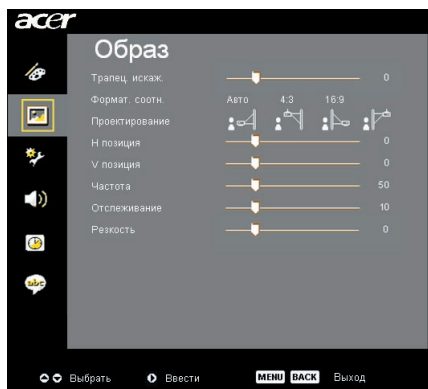 acer
Образ
Трапец. искаж. 0
Формат. соотн. Авто 4:3 16:9
Проектирование
H позиция 0
V позиция 0
Частота 50
Отслеживание 10
Резкость 0
abc
Выбрать Ввести MENU BACK Выход